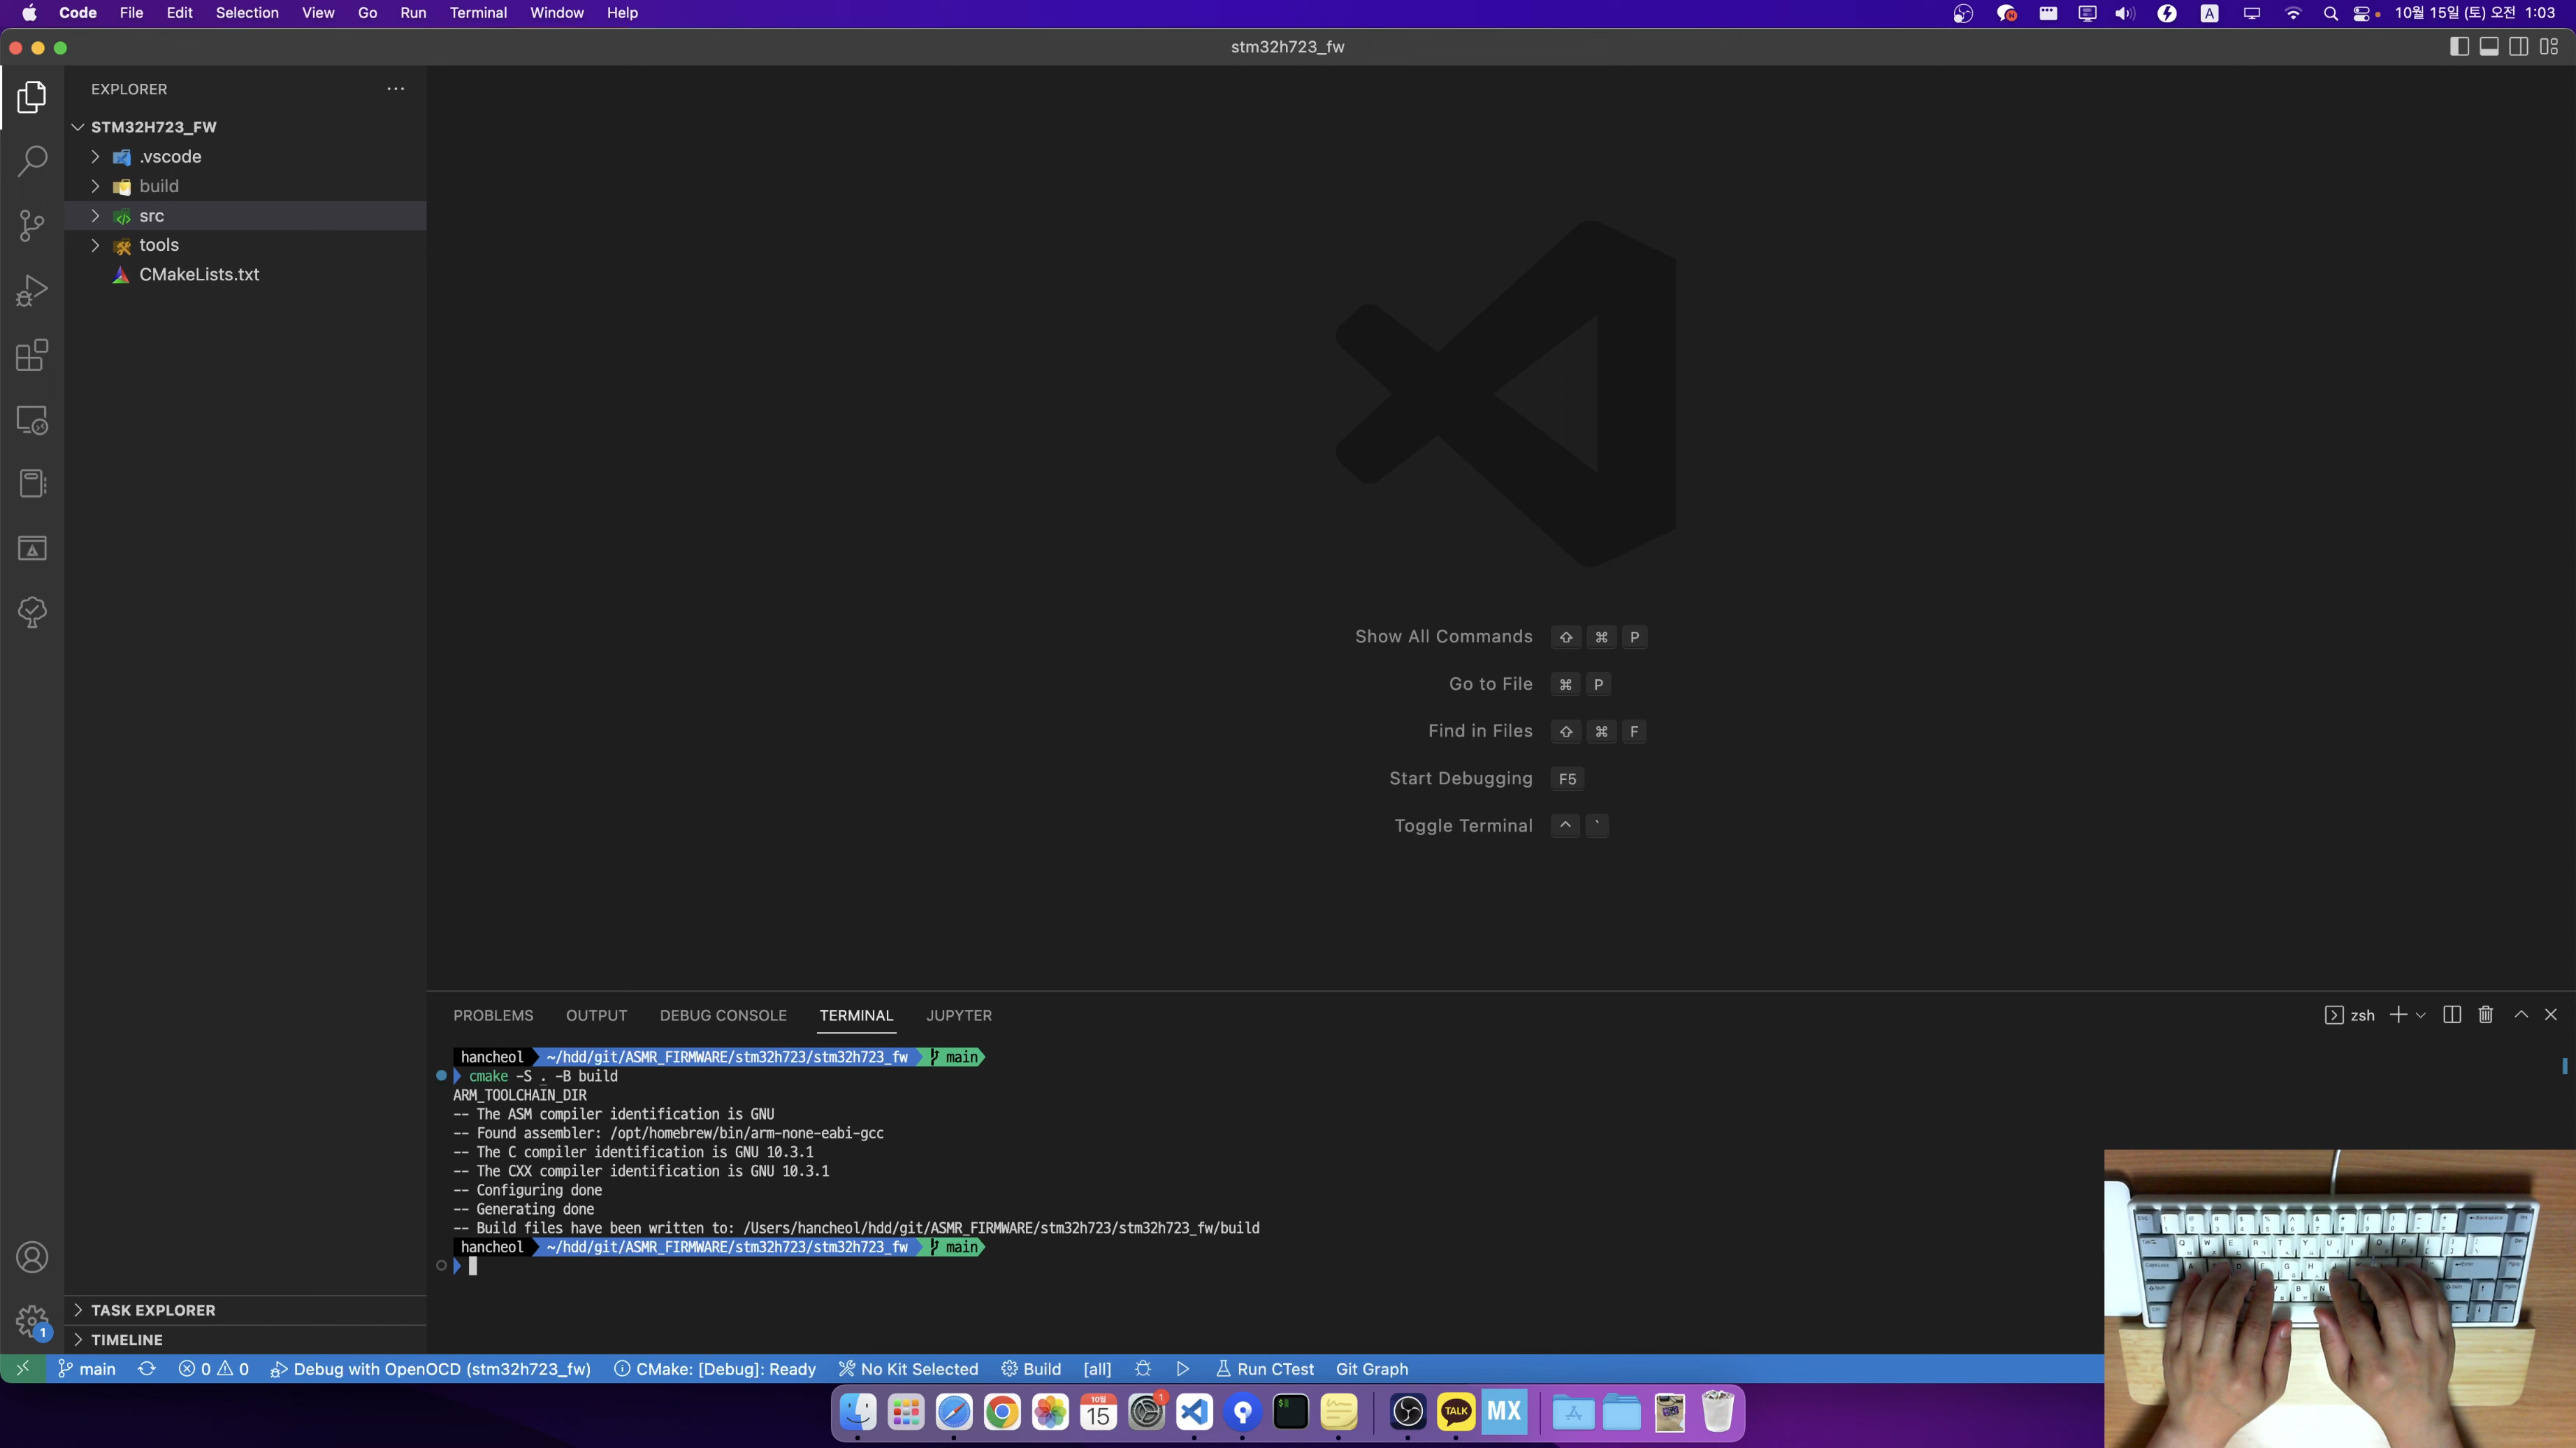 Code File Edit Selection View Go Run Terminal Window Help
A 10월 15일 (토) 오전 1:03
stm32h723_fw
EXPLORER
STM32H723_FW
.vscode
build
src
tools
CMakeLists.txt
Show All Commands ⇧ ⌘ P
Go to File ⌘ P
Find in Files ⇧ ⌘ F
Start Debugging F5
Toggle Terminal ^ `
PROBLEMS OUTPUT DEBUG CONSOLE TERMINAL JUPYTER
zsh
hancheol ~/hdd/git/ASMR_FIRMWARE/stm32h723/stm32h723_fw main
cmake -S . -B build
ARM_TOOLCHAIN_DIR
-- The ASM compiler identification is GNU
-- Found assembler: /opt/homebrew/bin/arm-none-eabi-gcc
-- The C compiler identification is GNU 10.3.1
-- The CXX compiler identification is GNU 10.3.1
-- Configuring done
-- Generating done
-- Build files have been written to: /Users/hancheol/hdd/git/ASMR_FIRMWARE/stm32h723/stm32h723_fw/build
hancheol ~/hdd/git/ASMR_FIRMWARE/stm32h723/stm32h723_fw main
TASK EXPLORER
TIMELINE
1
main 0 0 Debug with OpenOCD (stm32h723_fw) CMake: [Debug]: Ready No Kit Selected Build [all] Run CTest Git Graph
10월
15
1
TALK
MX